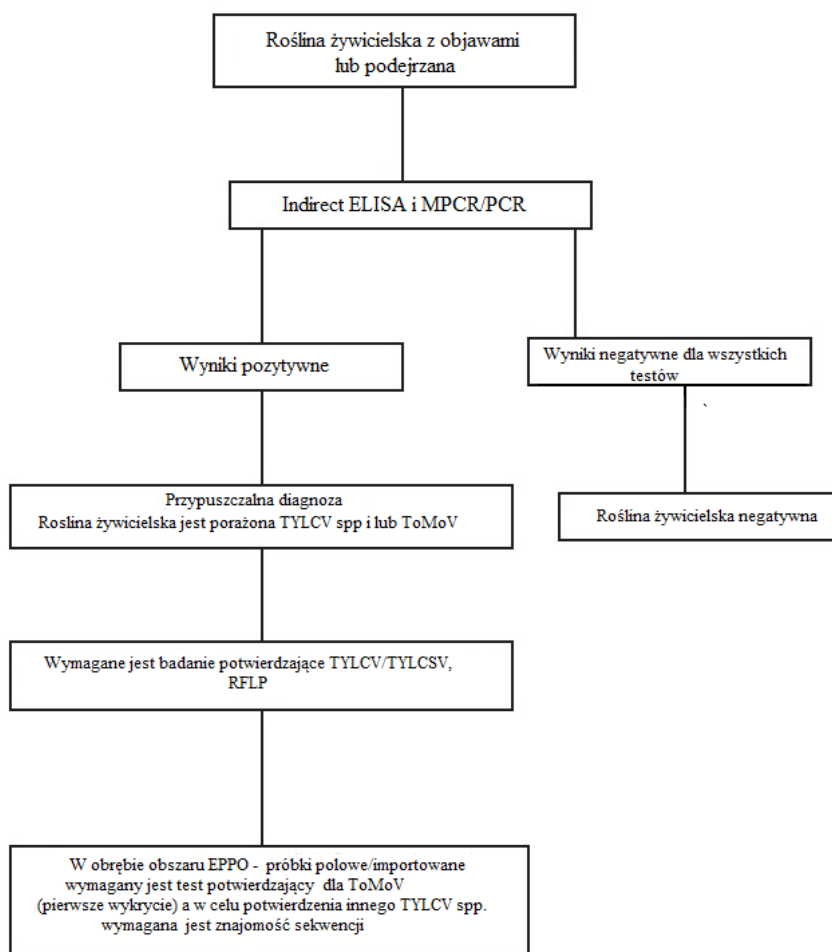 Roślina żywicielska z objawami
lub podejrzana
Indirect ELISA i MPCR/PCR
Wyniki pozytywne
Wyniki negatywne dla wszystkich
testów
Przypuszczalna diagnoza
Roslina żywicielska jest porażona TYLCV spp i lub ToMoV
Roślina żywicielska negatywna
Wymagane jest badanie potwierdzające TYLCV/TYLCSV,
RFLP
W obrębie obszaru EPPO - próbki polowe/importowane
wymagany jest test potwierdzający dla ToMoV
(pierwsze wykrycie) a w celu potwierdzenia innego TYLCV spp.
wymagana jest znajomość sekwencji